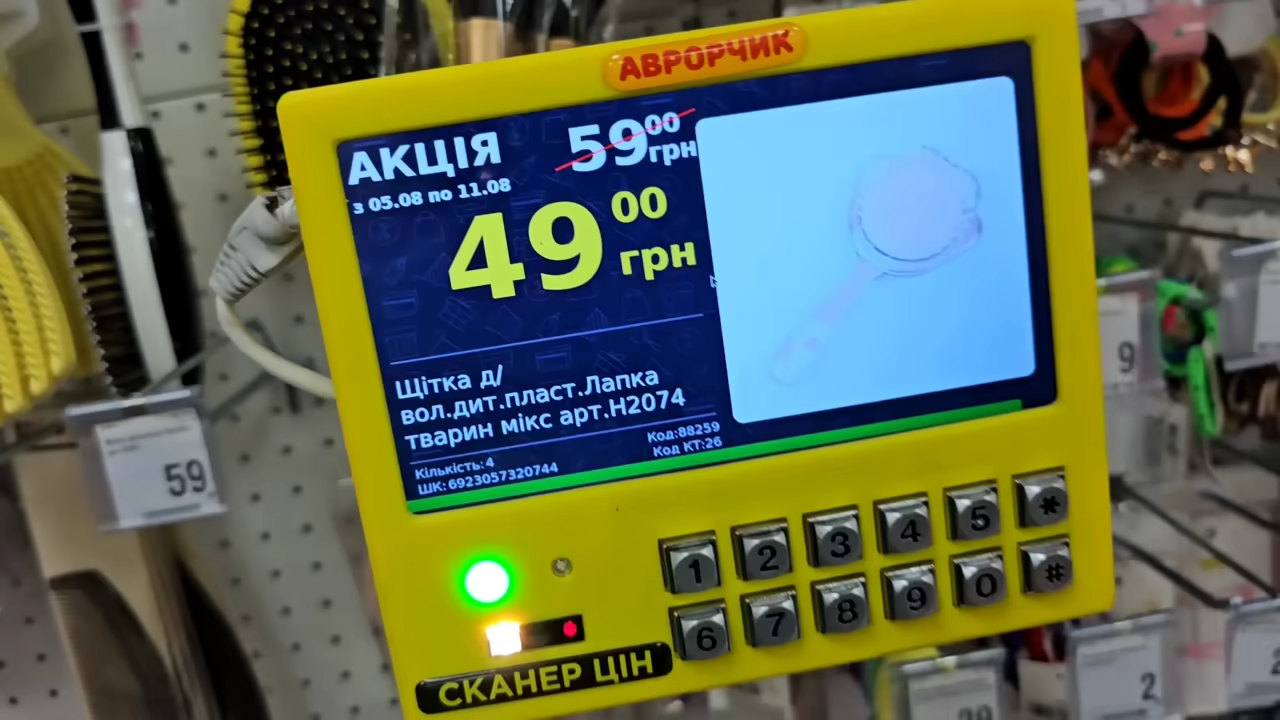 АВРОРЧИК
АКЦІЯ
59 00 грн
з 05.08 по 11.08
49 00 грн
Щітка д/
вол.дит.пласт.Лапка
тварин мікс арт.H2074
Кількість:4
Код:88259
ШК:6923057320744
Код КТ:26
1 2 3 4 5 *
6 7 8 9 0 #
СКАНЕР ЦІН
59
9
2